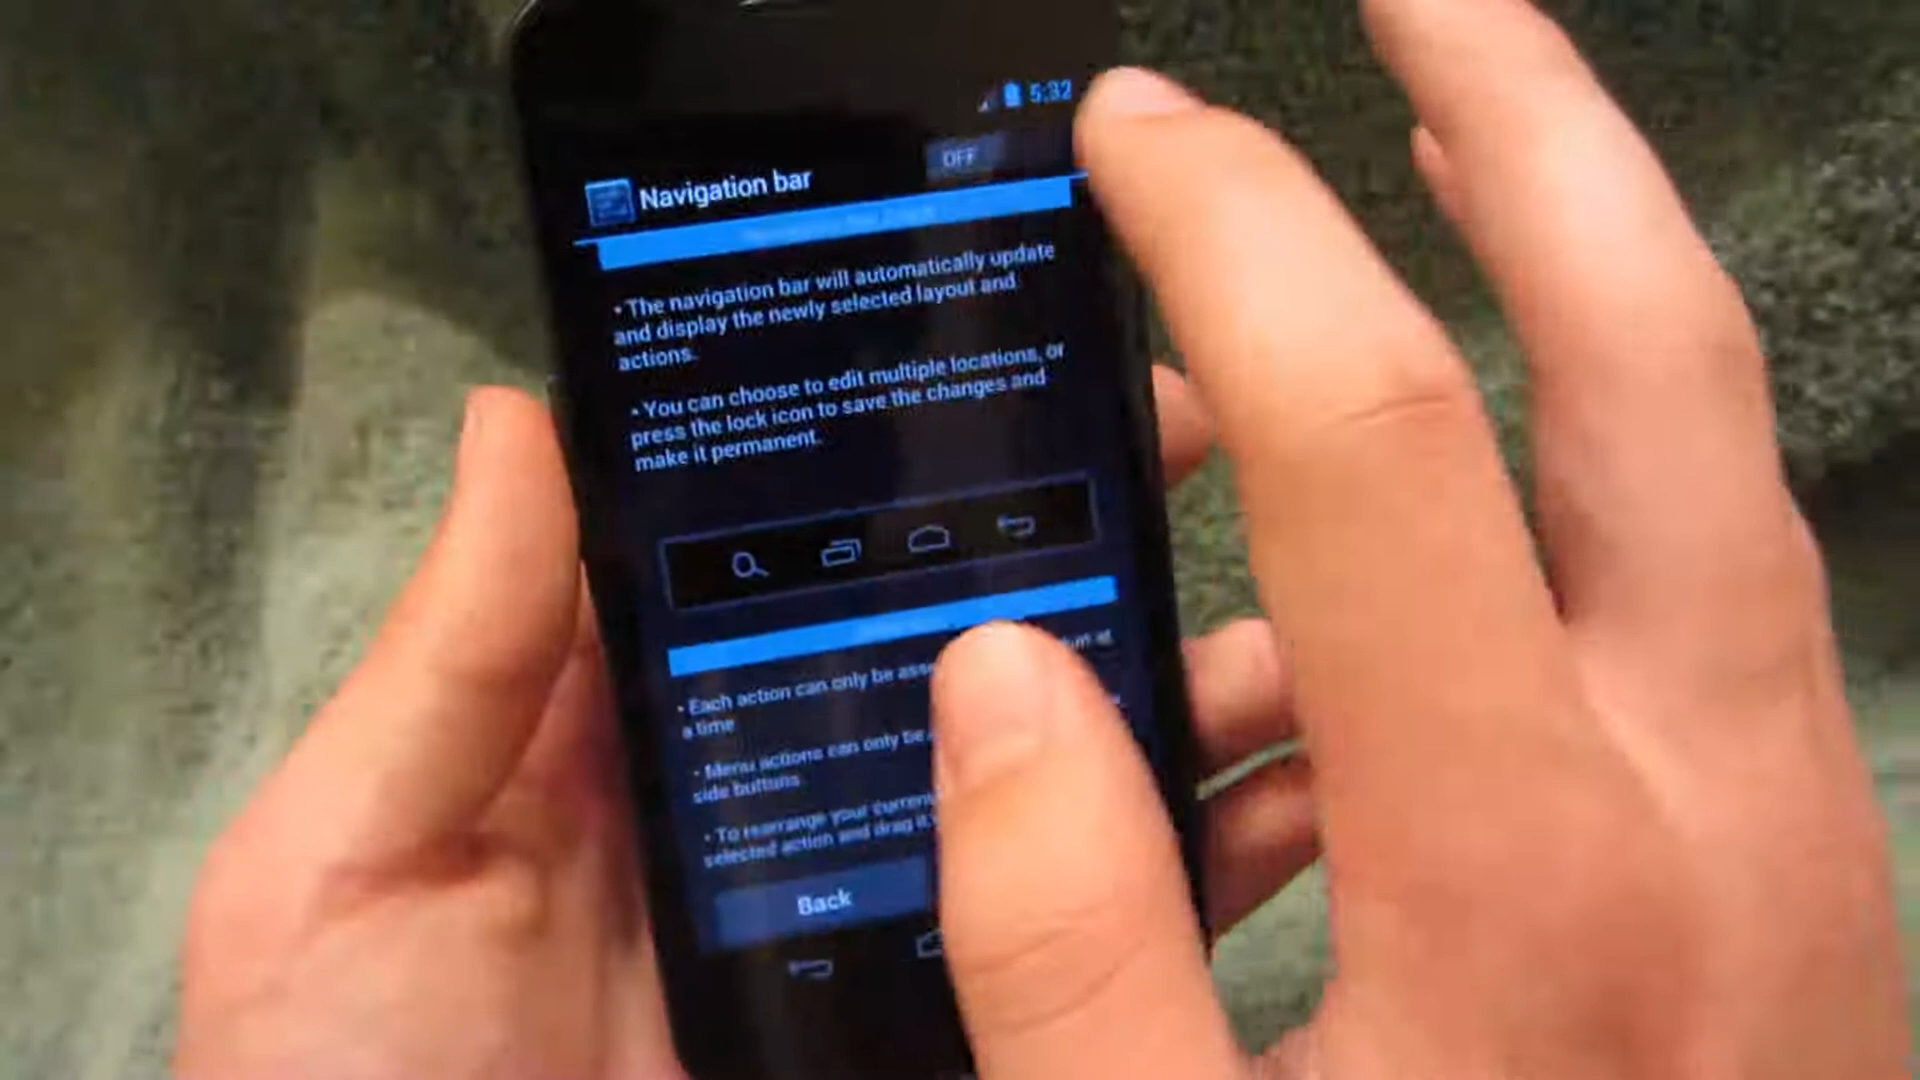 5:32
OFF
Navigation bar
• The navigation bar will automatically update
and display the newly selected layout and
actions.
• You can choose to edit multiple locations, or
press the lock icon to save the changes and
make it permanent.
• Each action can only be
a time
• Menu actions can only be
side buttons
• To rearrange your current
selected action and drag it
Back